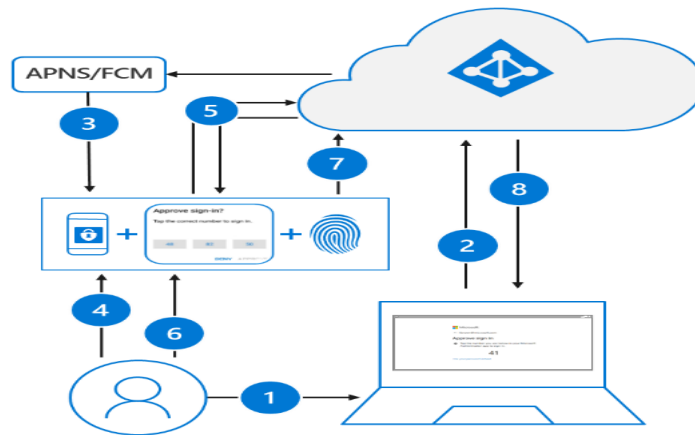 APNS/FCM
3
5
7
8
2
Approve sign-in?
Tap the correct number to sign in.
DENY
4
6
1
Microsoft
Approve sign in
41